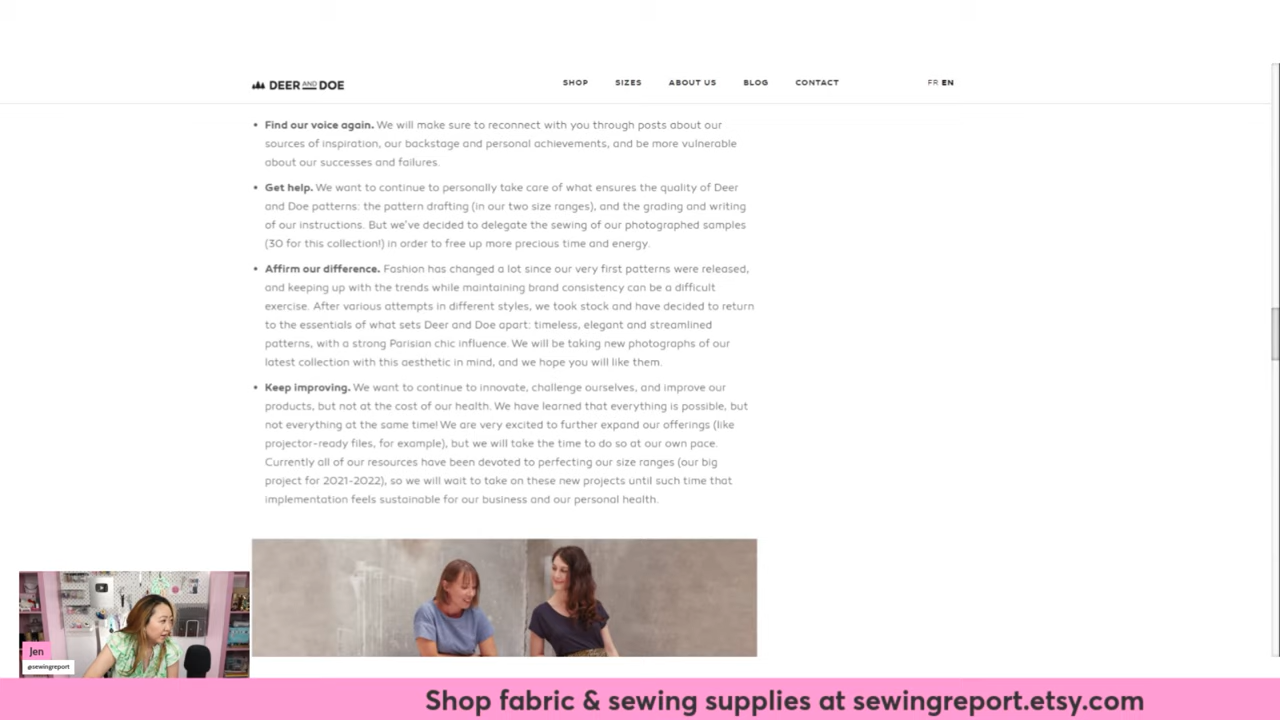 DEER AND DOE
SHOP SIZES ABOUT US BLOG CONTACT FR EN
• Find our voice again. We will make sure to reconnect with you through posts about our
sources of inspiration, our backstage and personal achievements, and be more vulnerable
about our successes and failures.
• Get help. We want to continue to personally take care of what ensures the quality of Deer
and Doe patterns: the pattern drafting (in our two size ranges), and the grading and writing
of our instructions. But we've decided to delegate the sewing of our photographed samples
(30 for this collection!) in order to free up more precious time and energy.
• Affirm our difference. Fashion has changed a lot since our very first patterns were released,
and keeping up with the trends while maintaining brand consistency can be a difficult
exercise. After various attempts in different styles, we took stock and have decided to return
to the essentials of what sets Deer and Doe apart: timeless, elegant and streamlined
patterns, with a strong Parisian chic influence. We will be taking new photographs of our
latest collection with this aesthetic in mind, and we hope you will like them.
• Keep improving. We want to continue to innovate, challenge ourselves, and improve our
products, but not at the cost of our health. We have learned that everything is possible, but
not everything at the same time! We are very excited to further expand our offerings (like
projector-ready files, for example), but we will take the time to do so at our own pace.
Currently all of our resources have been devoted to perfecting our size ranges (our big
project for 2021-2022), so we will wait to take on these new projects until such time that
implementation feels sustainable for our business and our personal health.
Jen
@sewingreport
Shop fabric & sewing supplies at sewingreport.etsy.com